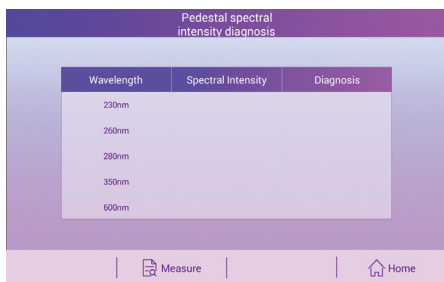 Pedestal spectral
intensity diagnosis
Wavelength Spectral Intensity Diagnosis
230nm
260nm
280nm
350nm
600nm
Measure Home